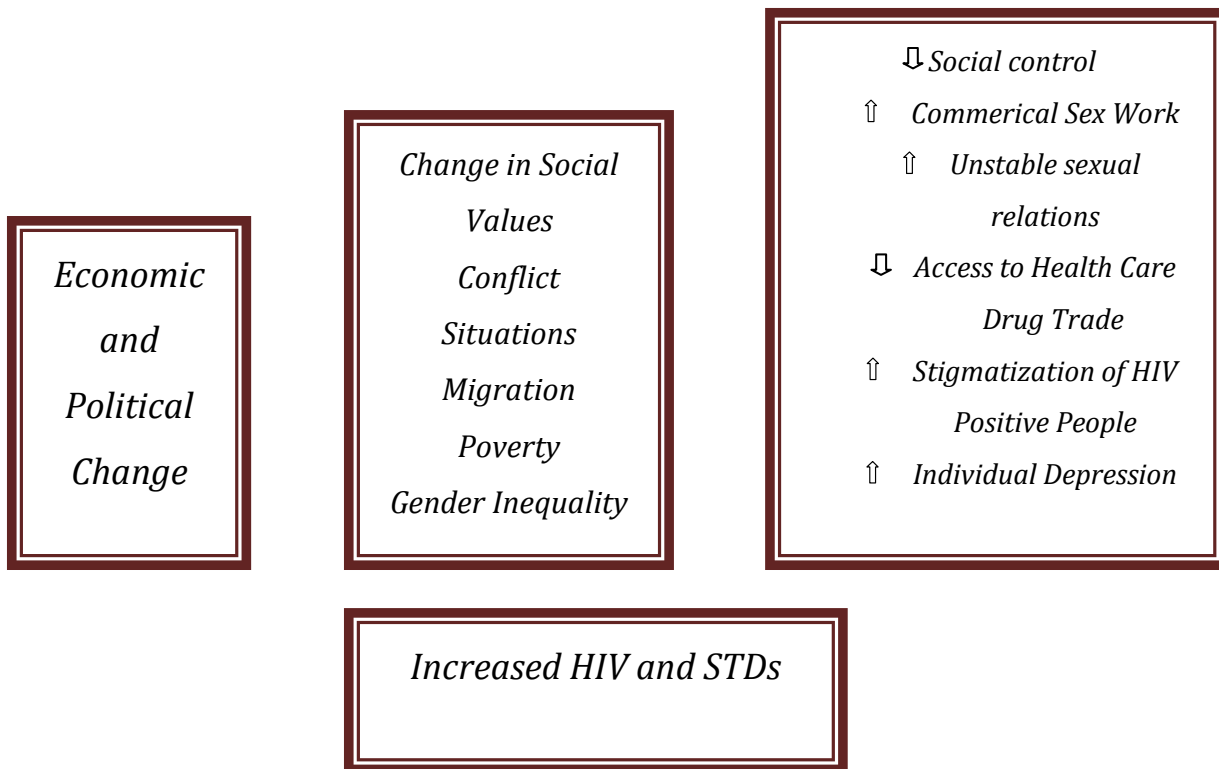 Economic
and
Political
Change
Change in Social
Values
Conflict
Situations
Migration
Poverty
Gender Inequality
⇩ Social control
⇧ Commerical Sex Work
⇧ Unstable sexual
relations
⇩ Access to Health Care
Drug Trade
⇧ Stigmatization of HIV
Positive People
⇧ Individual Depression
Increased HIV and STDs